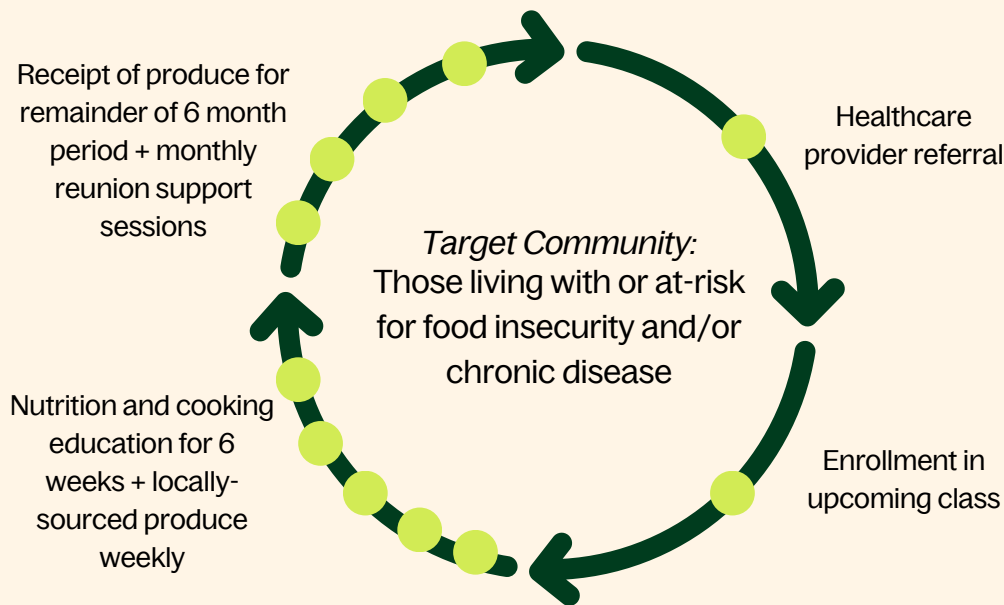 Receipt of produce for
remainder of 6 month
period + monthly
reunion support
sessions
Healthcare
provider referral
Target Community:
Those living with or at-risk
for food insecurity and/or
chronic disease
Nutrition and cooking
education for 6
weeks + locally-
sourced produce
weekly
Enrollment in
upcoming class